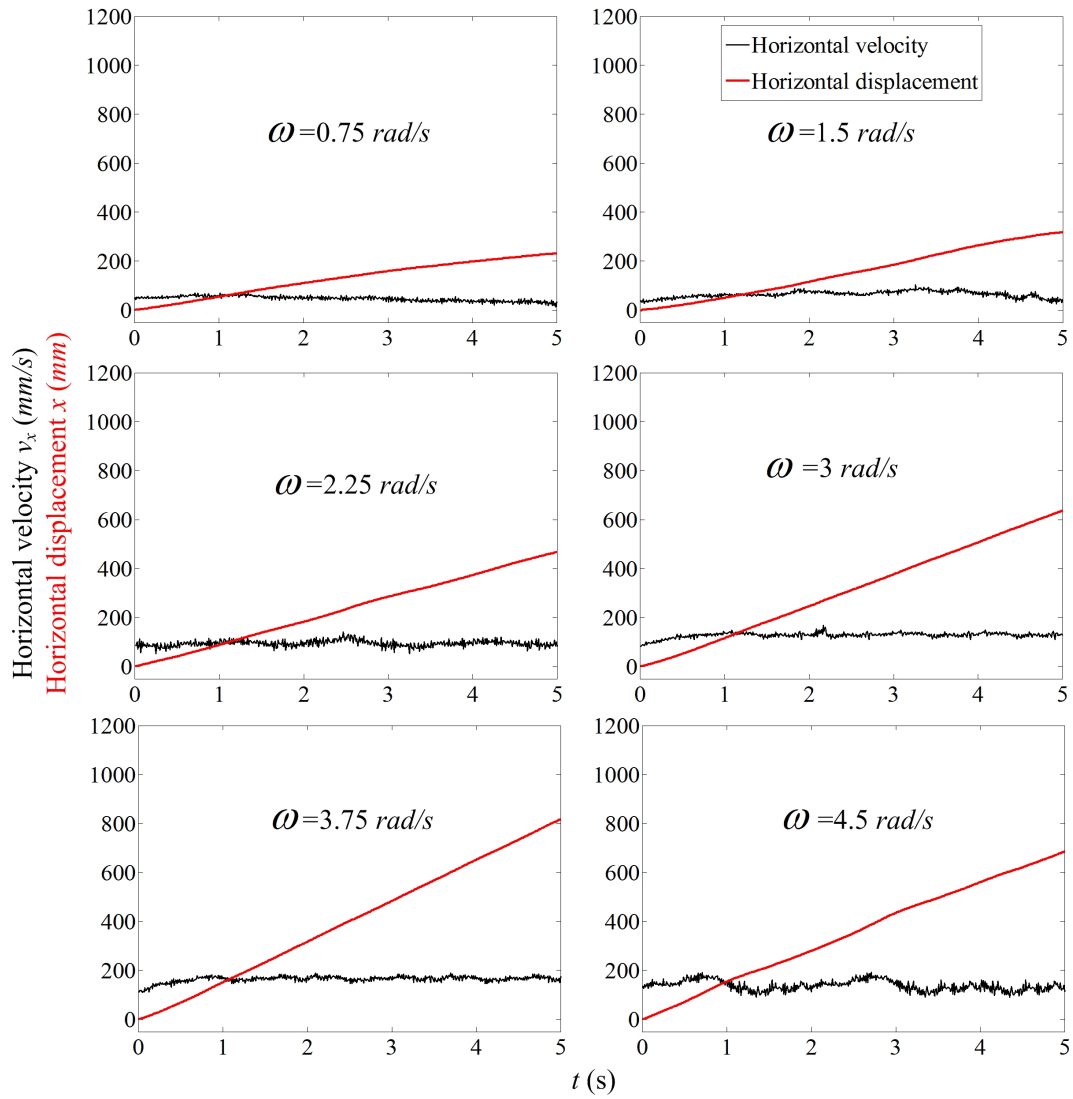 1200
1000
800
600
400
200
0
0 1 2 3 4 5
ω=0.75 rad/s
1200
1000
800
600
400
200
0
0 1 2 3 4 5
Horizontal velocity
Horizontal displacement
ω=1.5 rad/s
Horizontal velocity vₓ (mm/s)
Horizontal displacement x (mm)
1200
1000
800
600
400
200
0
0 1 2 3 4 5
ω=2.25 rad/s
1200
1000
800
600
400
200
0
0 1 2 3 4 5
ω =3 rad/s
1200
1000
800
600
400
200
0
0 1 2 3 4 5
ω=3.75 rad/s
1200
1000
800
600
400
200
0
0 1 2 3 4 5
ω =4.5 rad/s
t (s)